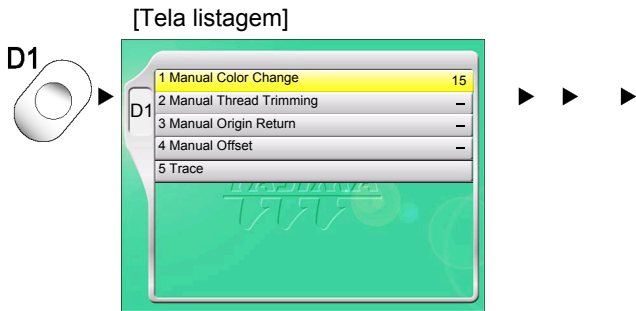 [Tela listagem]
D1
D1
1 Manual Color Change 15
2 Manual Thread Trimming –
3 Manual Origin Return –
4 Manual Offset –
5 Trace